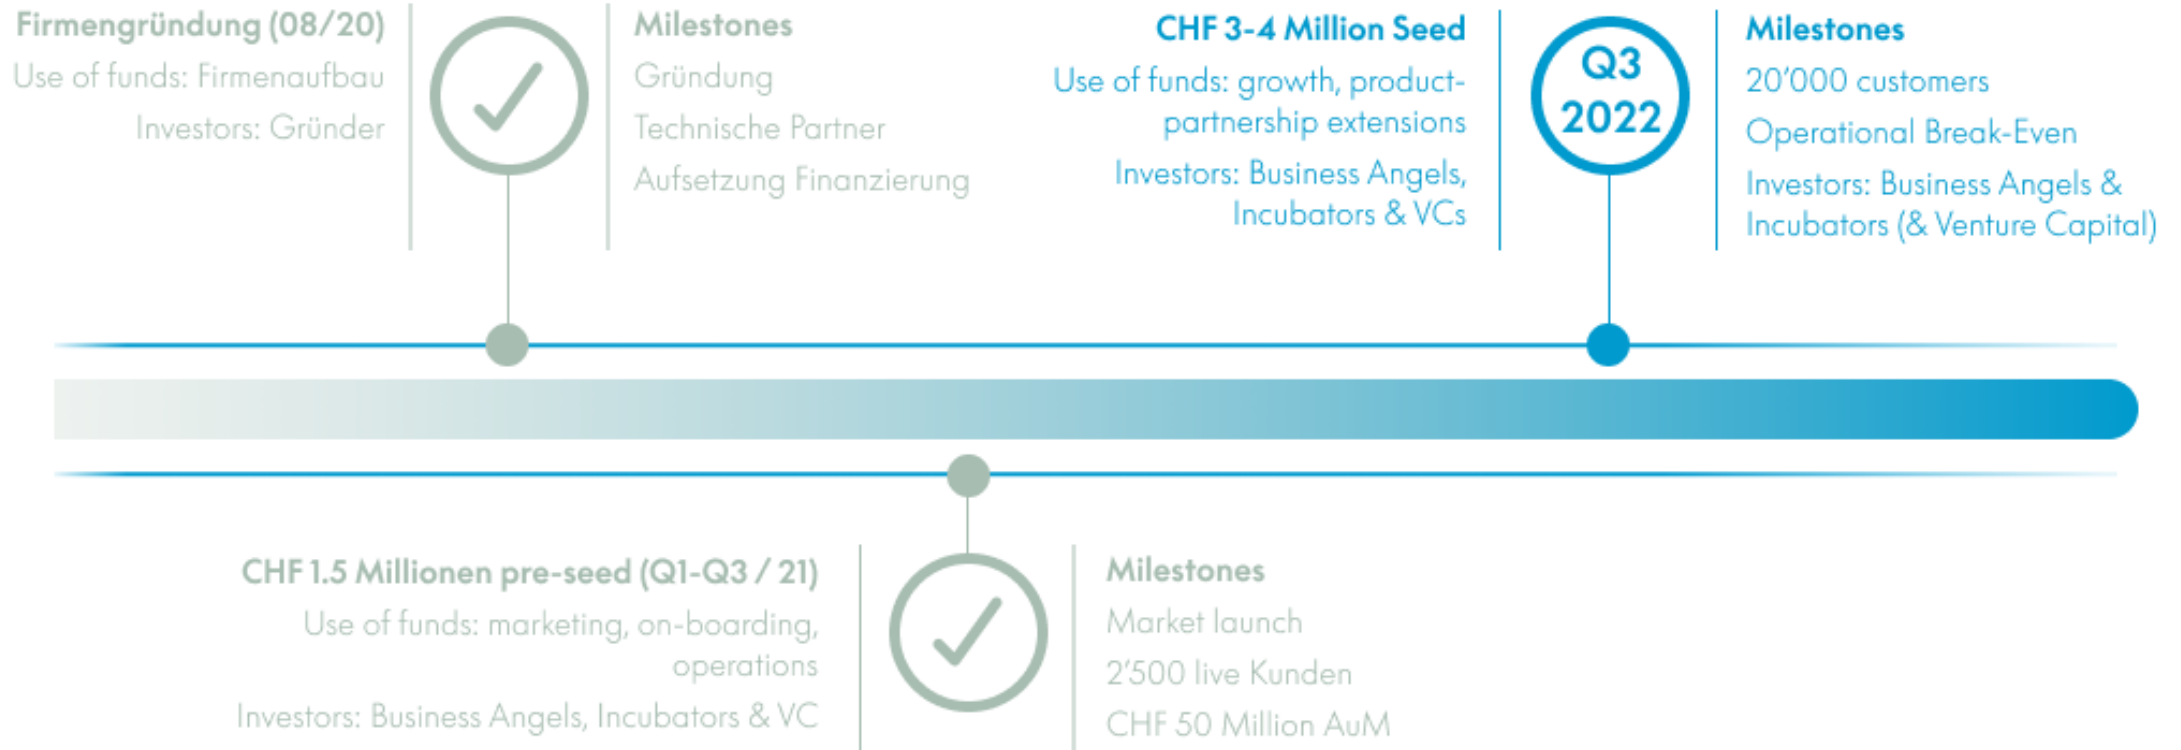 Firmengründung (08/20)
Use of funds: Firmenaufbau
Investors: Gründer
Milestones
Gründung
Technische Partner
Aufsetzung Finanzierung
CHF 3-4 Million Seed
Use of funds: growth, product-
partnership extensions
Investors: Business Angels,
Incubators & VCs
Q3
2022
Milestones
20’000 customers
Operational Break-Even
Investors: Business Angels &
Incubators (& Venture Capital)
CHF 1.5 Millionen pre-seed (Q1-Q3 / 21)
Use of funds: marketing, on-boarding,
operations
Investors: Business Angels, Incubators & VC
Milestones
Market launch
2’500 live Kunden
CHF 50 Million AuM